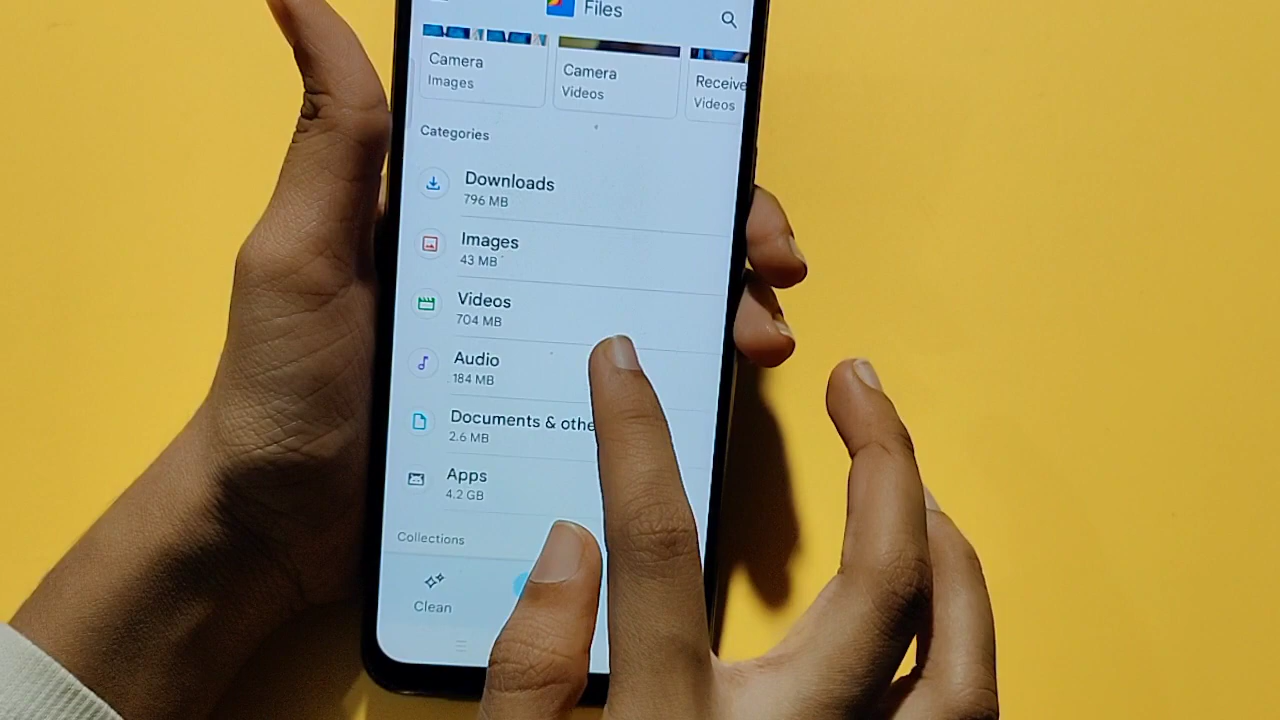 Files
Camera
Images
Camera
Videos
Receive
Videos
Categories
Downloads
796 MB
Images
43 MB
Videos
704 MB
Audio
184 MB
Documents & othe
2.6 MB
Apps
4.2 GB
Collections
Clean